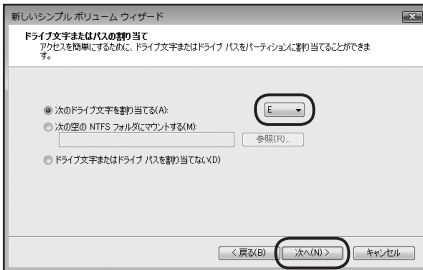 新しいシンプル ボリューム ウィザード
ドライブ文字またはパスの割り当て
アクセスを簡単にするために、ドライブ文字またはドライブ パスをパーティションに割り当てることができま
す。
次のドライブ文字を割り当てる(A):
E
次の空の NTFS フォルダにマウントする(M):
参照(R)...
ドライブ文字またはドライブ パスを割り当てない(D)
< 戻る(B)
次へ(N) >
キャンセル